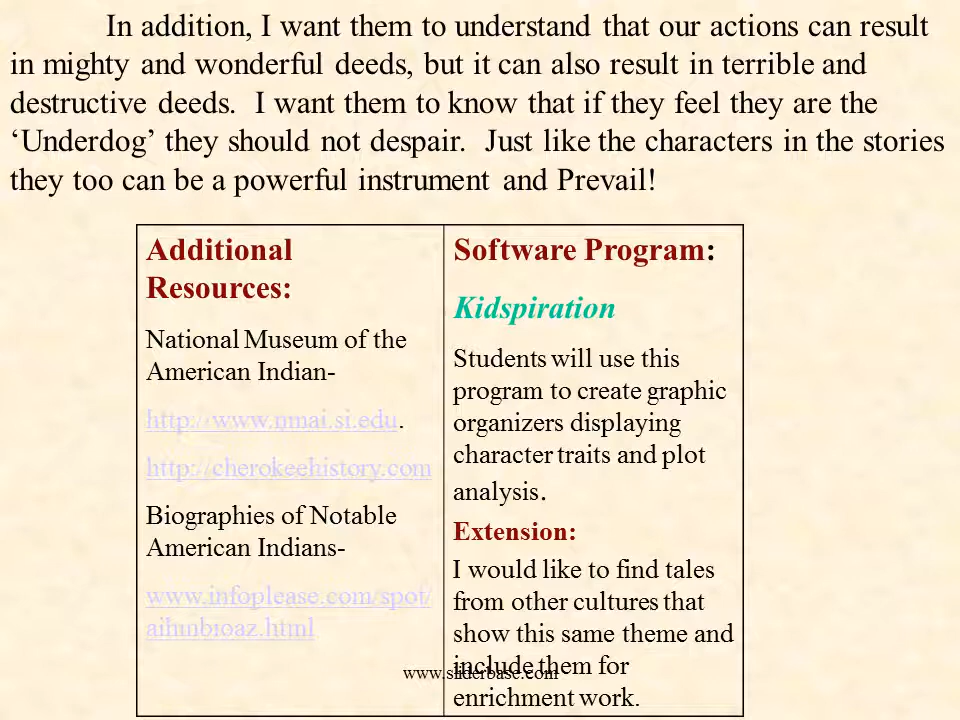 In addition, I want them to understand that our actions can result
in mighty and wonderful deeds, but it can also result in terrible and
destructive deeds.  I want them to know that if they feel they are the
‘Underdog’ they should not despair.  Just like the characters in the stories
they too can be a powerful instrument and Prevail!
Additional
Resources:
National Museum of the
American Indian-
http://www.nmai.si.edu.
http://cherokeehistory.com
Biographies of Notable
American Indians-
www.infoplease.com/spot/
aihmbioaz.html
Software Program:
Kidspiration
Students will use this
program to create graphic
organizers displaying
character traits and plot
analysis.
Extension:
I would like to find tales
from other cultures that
show this same theme and
include them for
enrichment work.
www.sliderbase.com